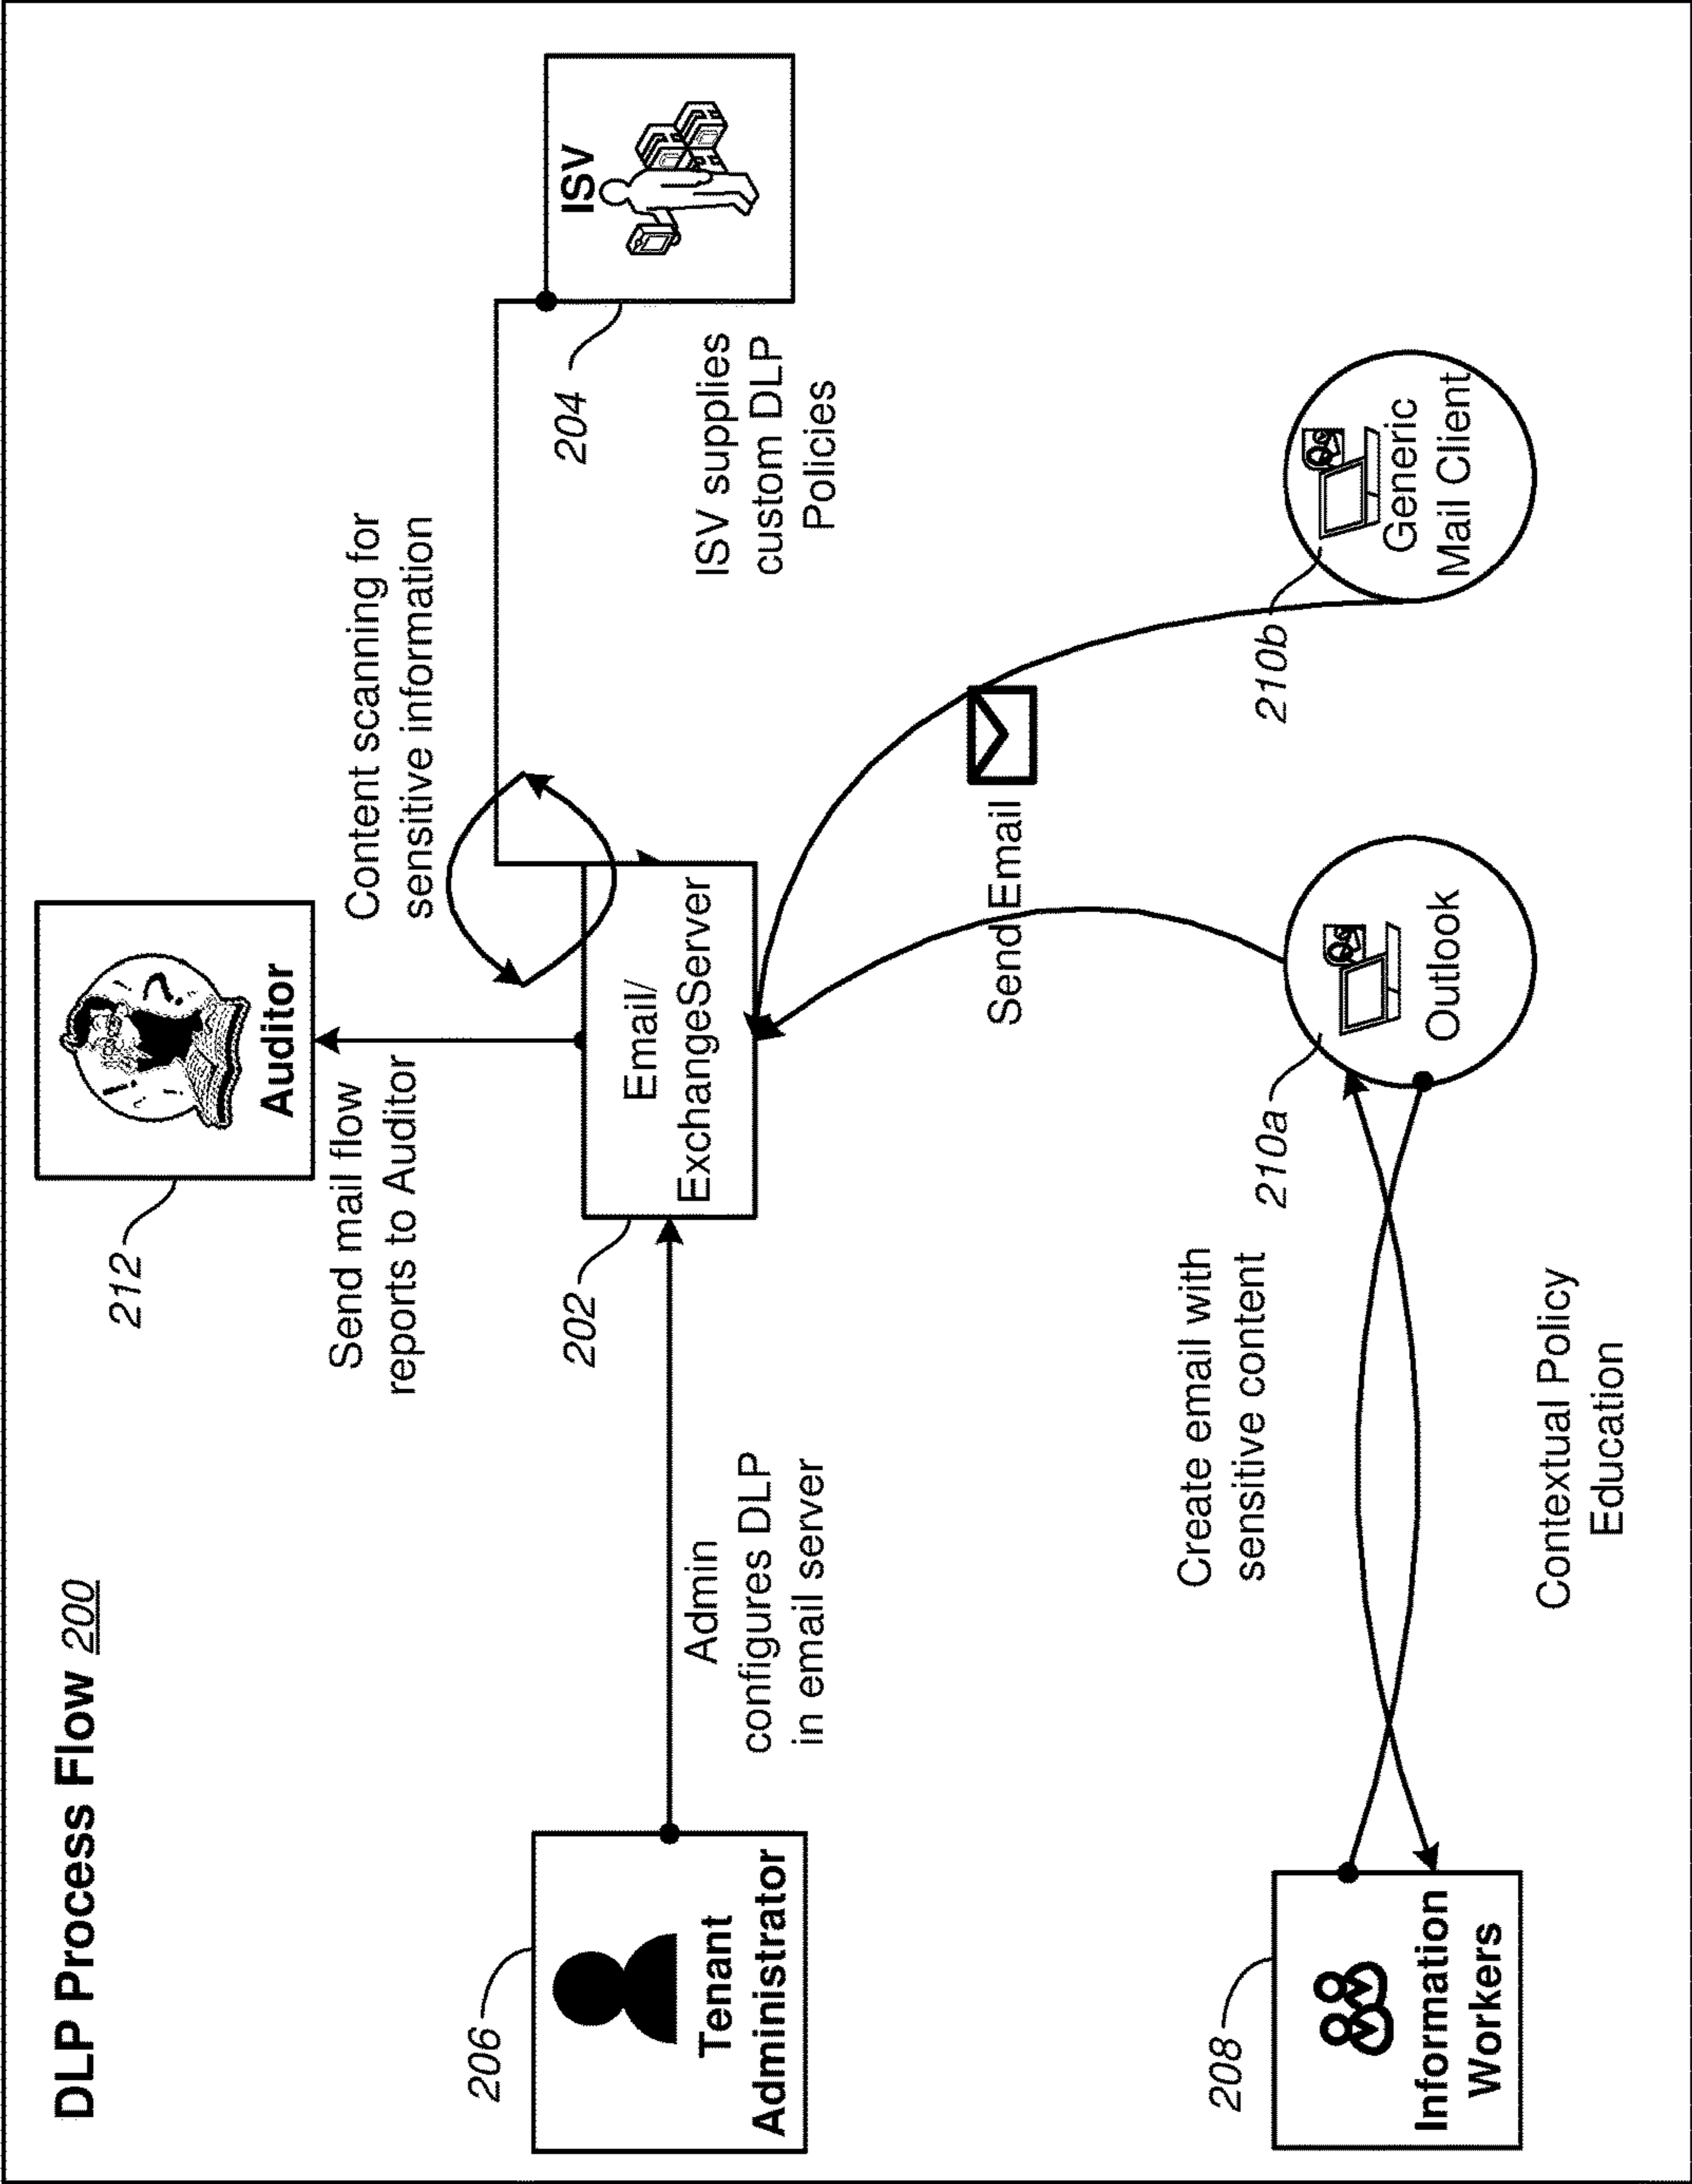 DLP Process Flow 200
212
Auditor
Send mail flow
reports to Auditor
Content scanning for
sensitive information
206
Tenant
Administrator
Admin
configures DLP
in email server
202
Email/
ExchangeServer
204
ISV
ISV supplies
custom DLP
Policies
Send Email
208
Information
Workers
Create email with
sensitive content
Contextual Policy
Education
210a
Outlook
210b
Generic
Mail Client